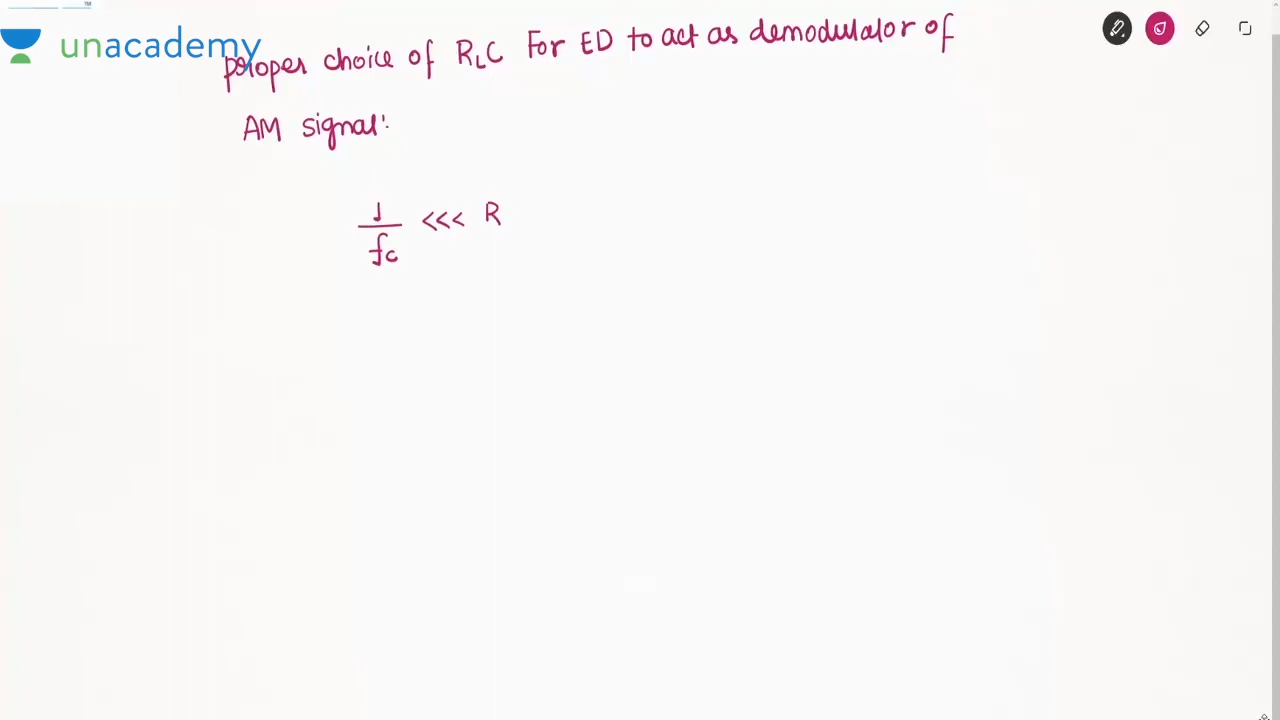 unacademy
proper choice of RLC For ED to act as demodulator of
AM signal:
1
fc <<< R